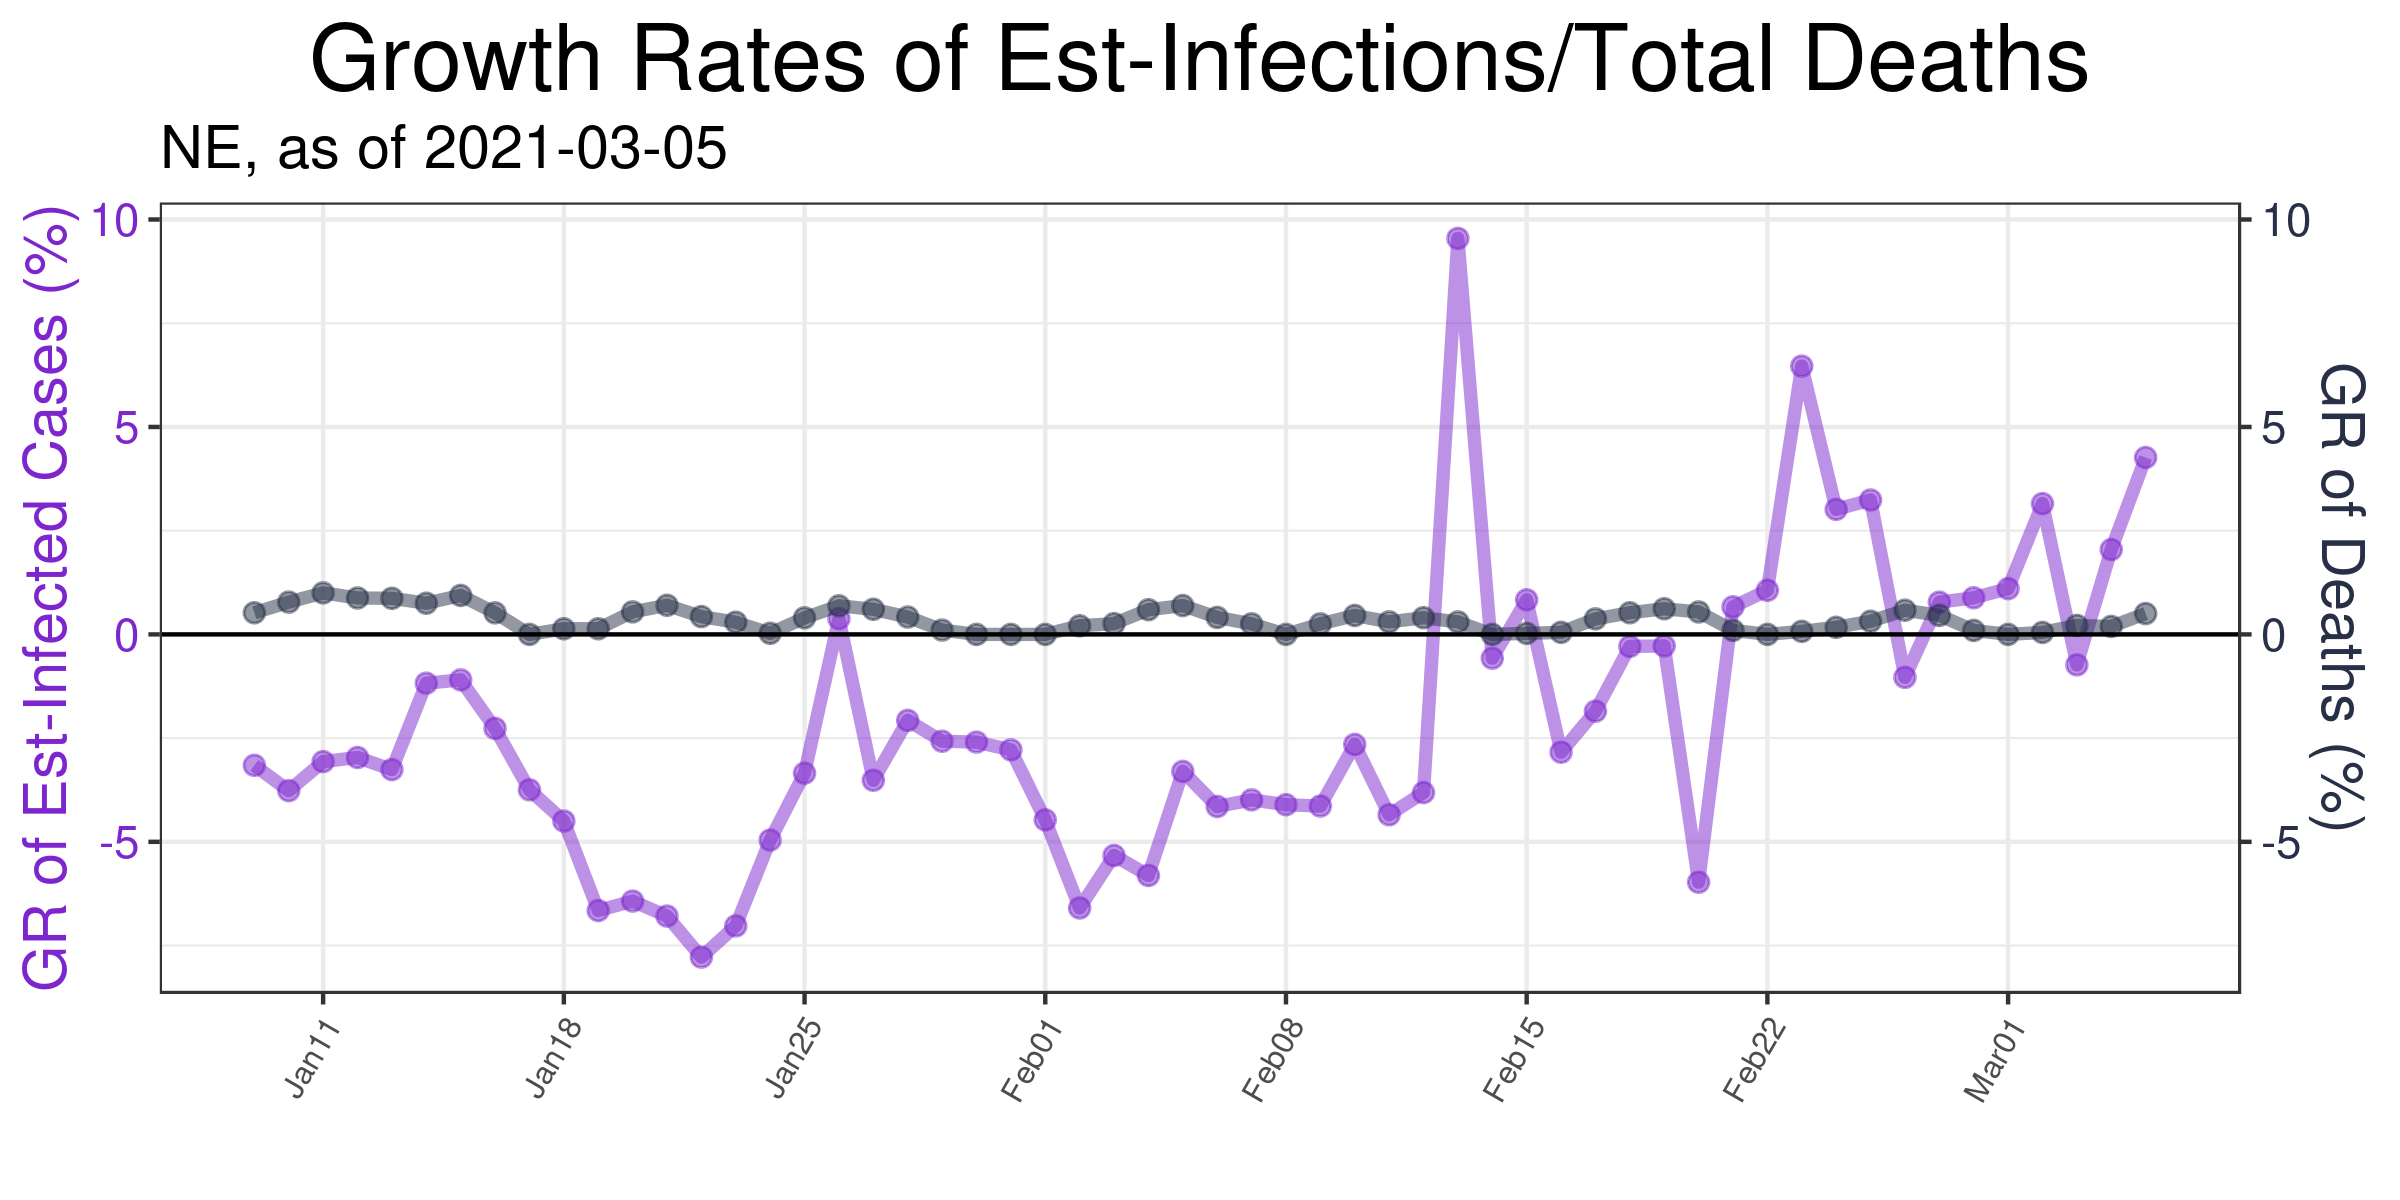 Growth Rates of Est-Infections/Total Deaths
NE, as of 2021-03-05
GR of Est-Infected Cases (%)
10
5
0
-5
10
5
0
-5
GR of Deaths (%)
Jan11
Jan18
Jan25
Feb01
Feb08
Feb15
Feb22
Mar01